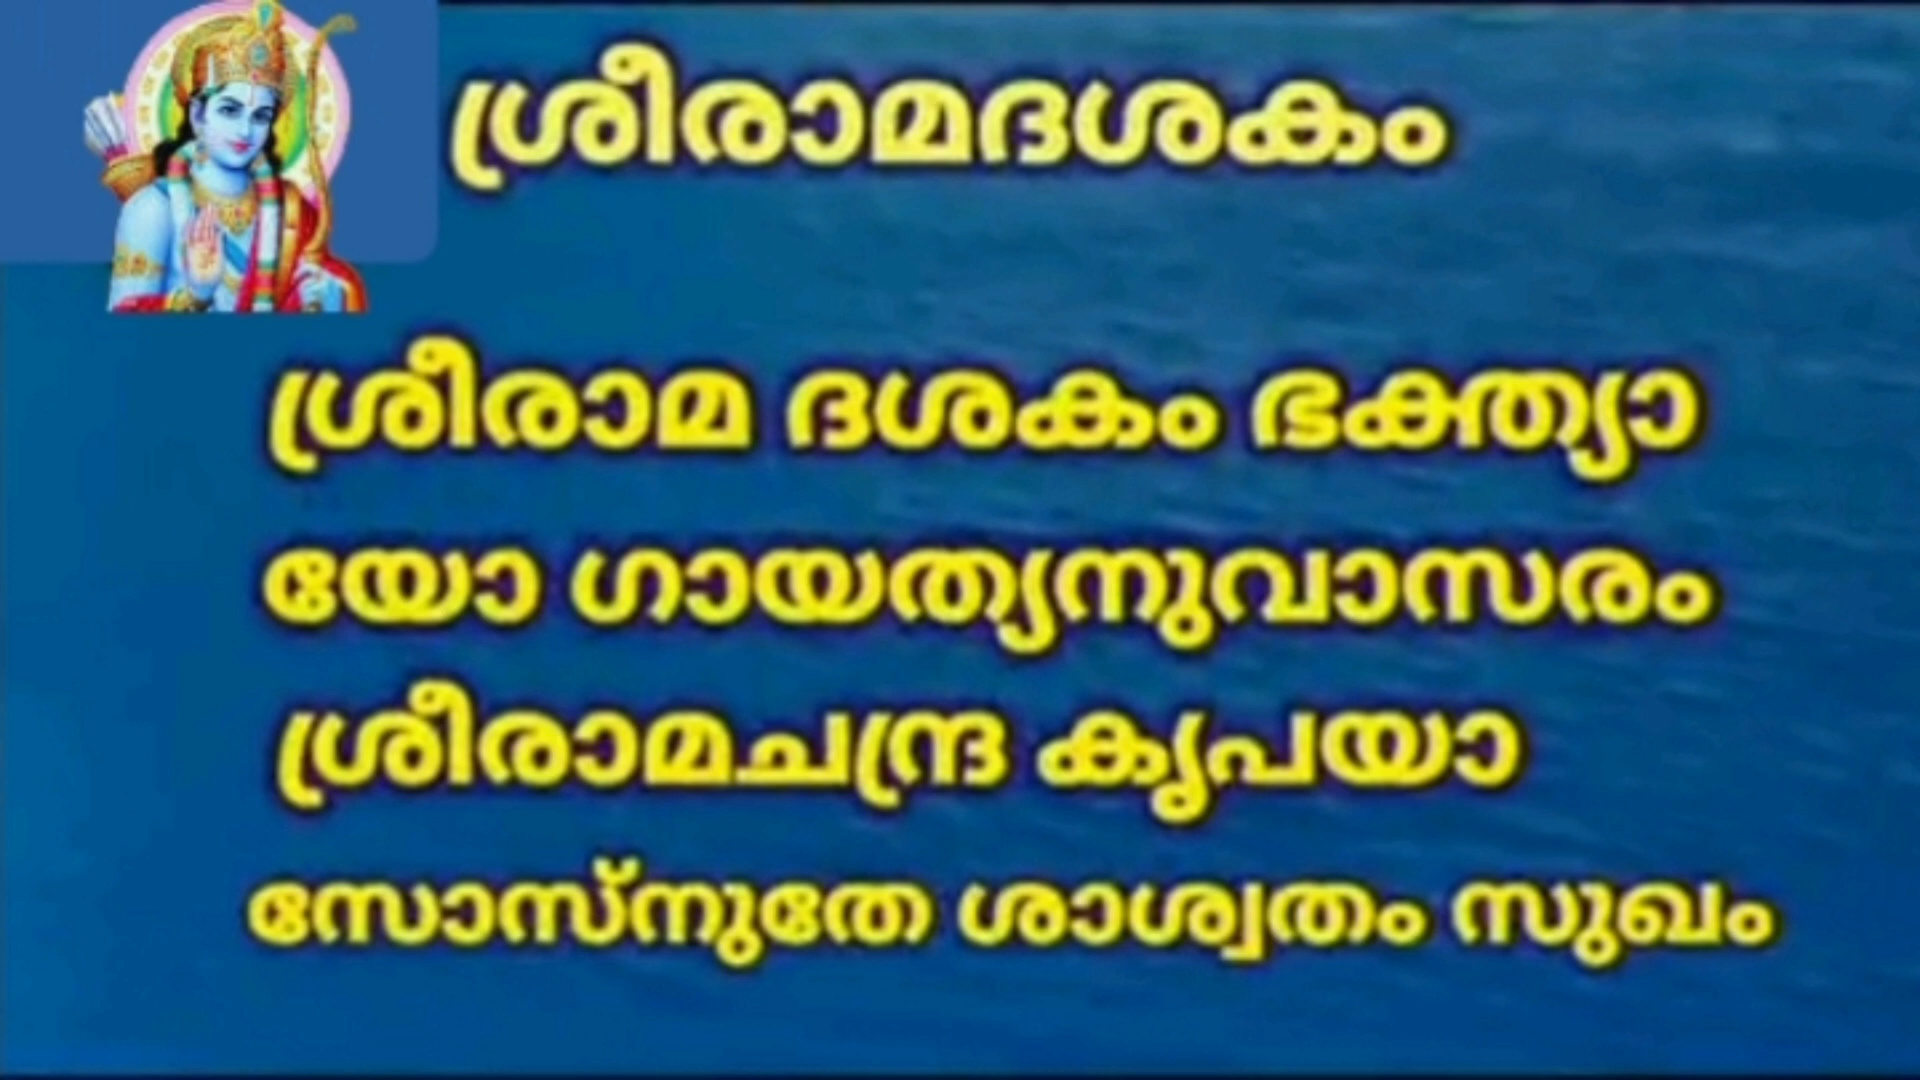 ശ്രീരാമദശകം
ശ്രീരാമ ദശകം ഭക്ത്യാ
യോ ഗായത്യനുവാസരം
ശ്രീരാമചന്ദ്ര കൃപയാ
സോസ്നുതേ ശാശ്വതം സുഖം